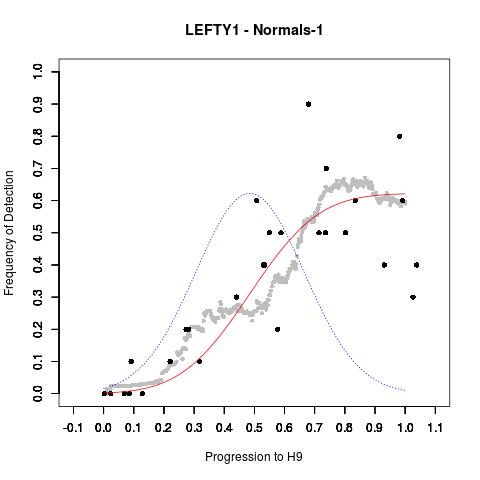 LEFTY1 - Normals-1
Frequency of Detection
1.0
0.9
0.8
0.7
0.6
0.5
0.4
0.3
0.2
0.1
0.0
-0.1 0.0 0.1 0.2 0.3 0.4 0.5 0.6 0.7 0.8 0.9 1.0 1.1
Progression to H9